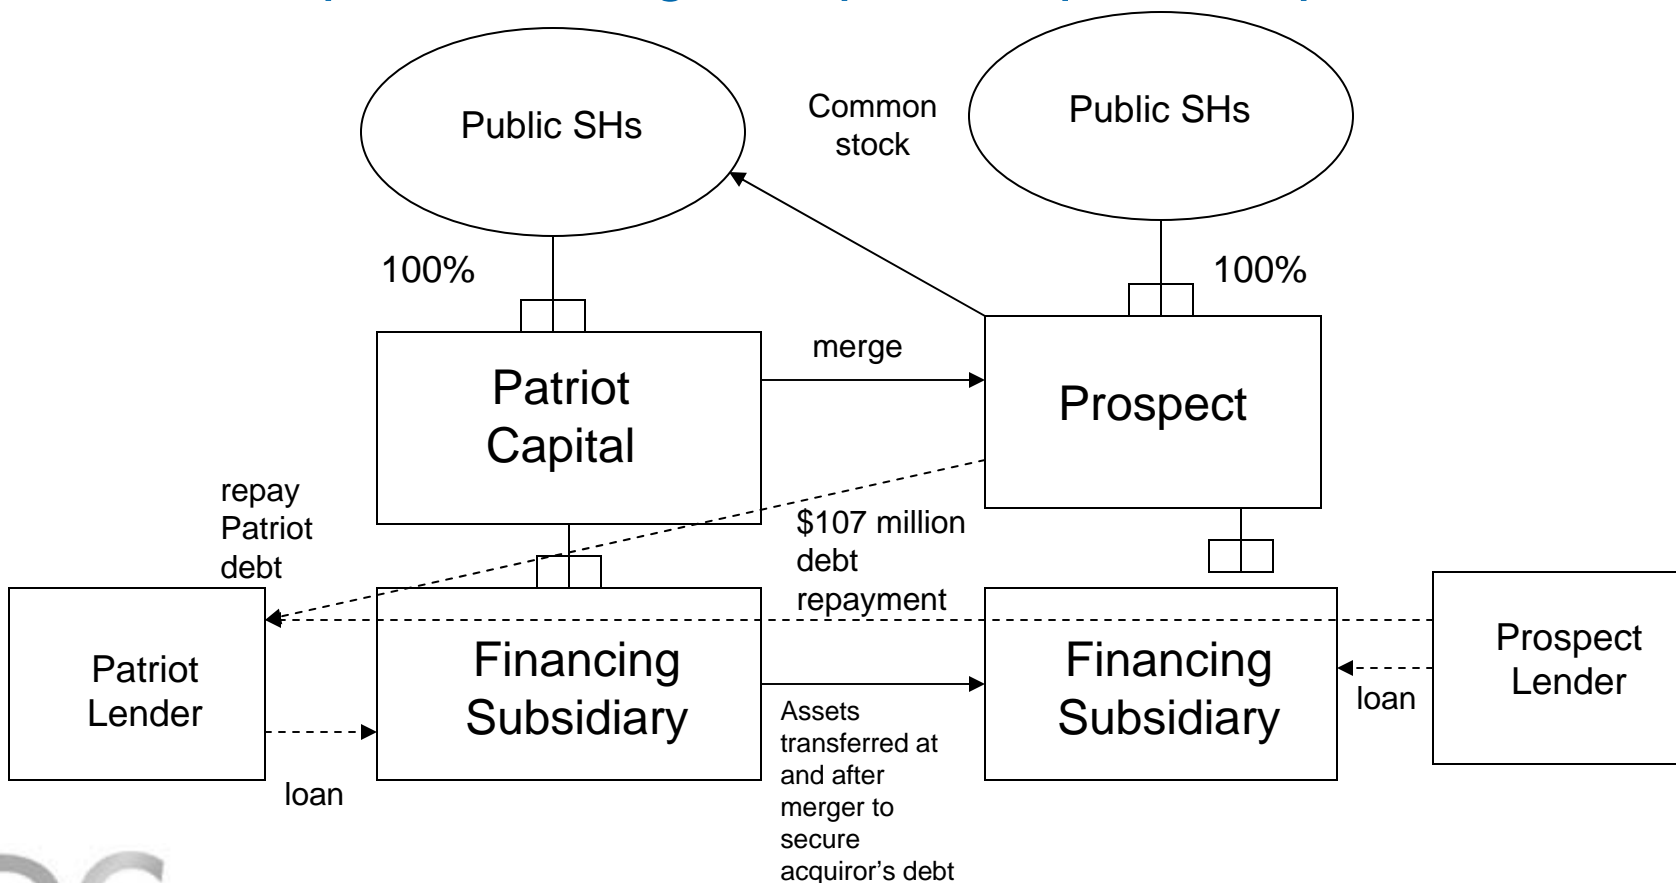 Public SHs
Common
stock
Public SHs
100%
100%
merge
Patriot
Capital
Prospect
repay
Patriot
debt
$107 million
debt
repayment
Patriot
Lender
Financing
Subsidiary
Financing
Subsidiary
Prospect
Lender
loan
loan
Assets
transferred at
and after
merger to
secure
acquiror’s debt